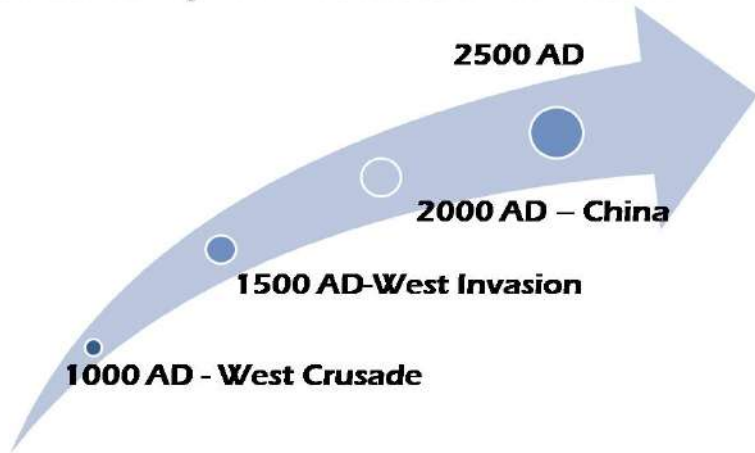 2500 AD
2000 AD – China
1500 AD-West Invasion
1000 AD - West Crusade